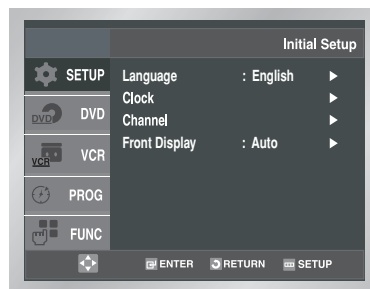 Initial Setup
SETUP
Language : English ►
Clock ►
Channel ►
Front Display : Auto ►
DVD DVD
VCR VCR
PROG
FUNC
ENTER RETURN SETUP